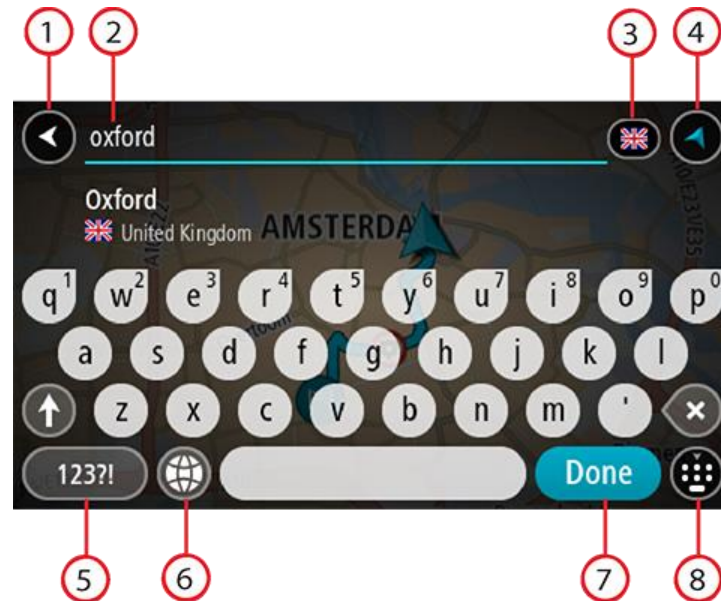 1 2 3 4
oxford
Oxford
United Kingdom
AMSTERDA
q1 w2 e3 r4 t5 y6 u7 i8 o9 p0
a s d f g h j k l
z x c v b n m '
123?! Done
5 6 7 8